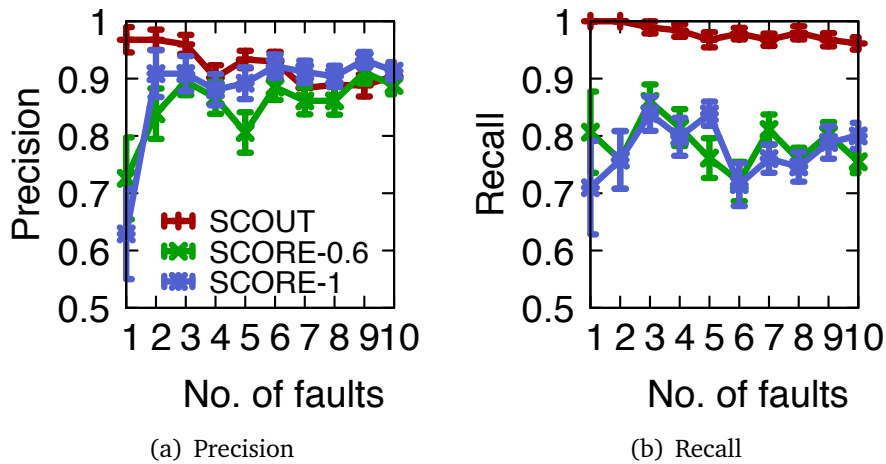 1
0.9
0.8
0.7
0.6
0.5
Precision
SCOUT
SCORE-0.6
SCORE-1
1 2 3 4 5 6 7 8 9 10
No. of faults
(a) Precision
1
0.9
0.8
0.7
0.6
0.5
Recall
1 2 3 4 5 6 7 8 9 10
No. of faults
(b) Recall